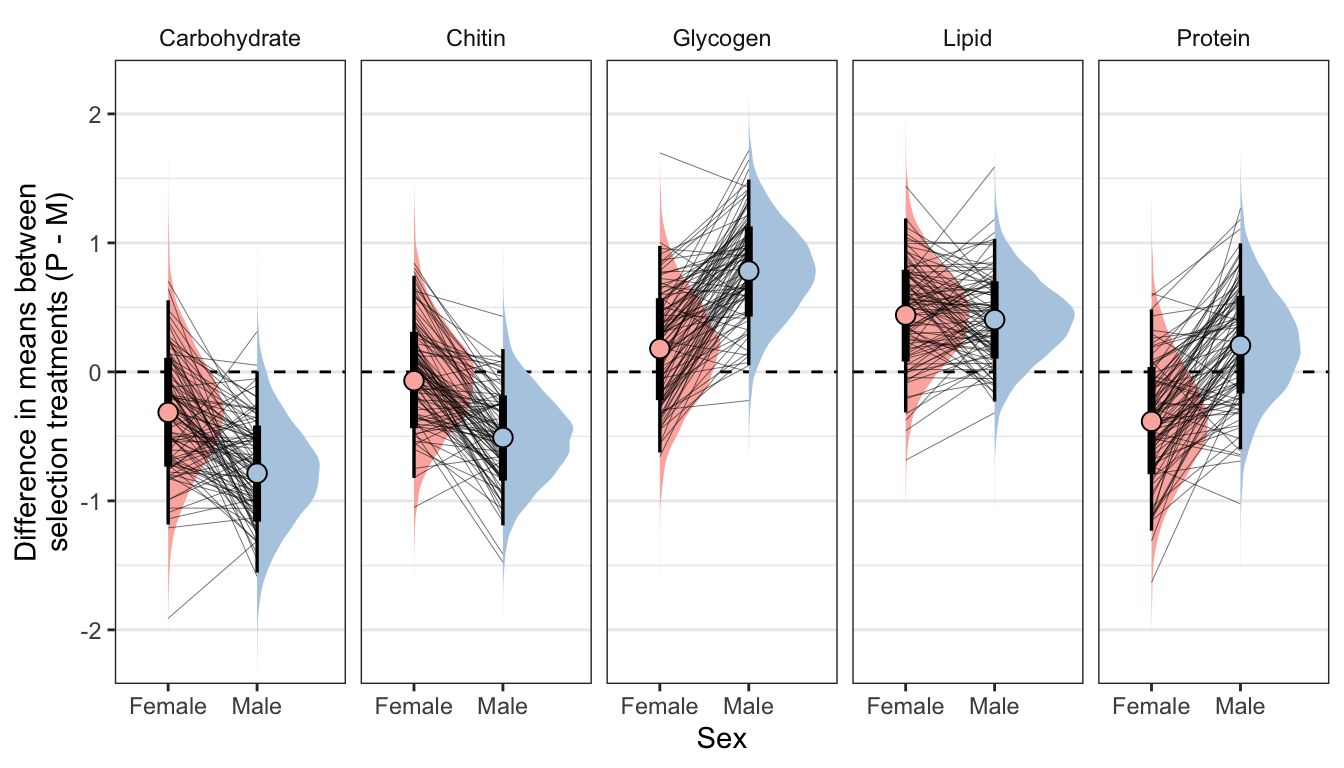 Carbohydrate
Chitin
Glycogen
Lipid
Protein
Difference in means between
selection treatments (P - M)
2
1
0
-1
-2
Female Male
Female Male
Female Male
Female Male
Female Male
Sex